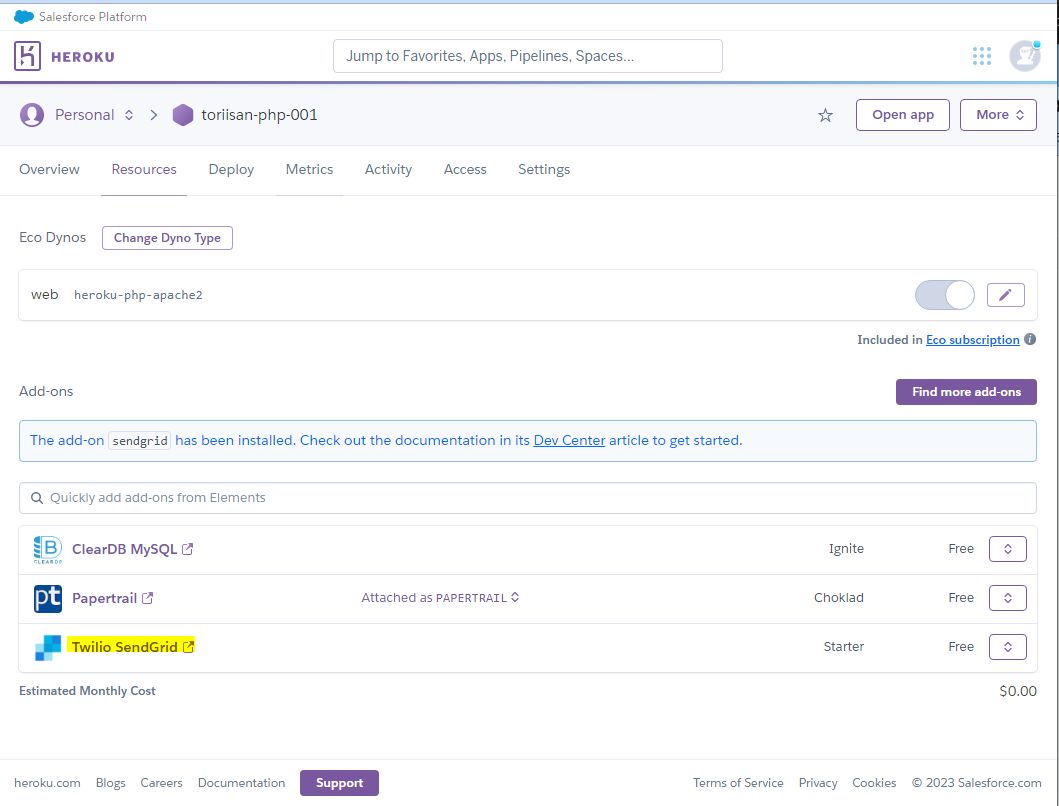 Salesforce Platform
HEROKU
Jump to Favorites, Apps, Pipelines, Spaces...
Personal
toriisan-php-001
Open app
More
Overview Resources Deploy Metrics Activity Access Settings
Eco Dynos
Change Dyno Type
web heroku-php-apache2
Included in Eco subscription
Add-ons
Find more add-ons
The add-on sendgrid has been installed. Check out the documentation in its Dev Center article to get started.
Quickly add add-ons from Elements
B
CLEARDB
ClearDB MySQL Ignite Free
pt Papertrail Attached as PAPERTRAIL Choklad Free
Twilio SendGrid Starter Free
Estimated Monthly Cost $0.00
heroku.com Blogs Careers Documentation Support Terms of Service Privacy Cookies © 2023 Salesforce.com